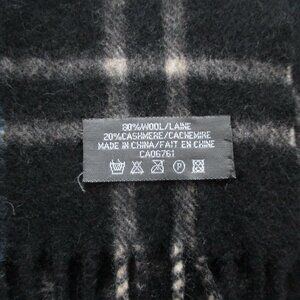 80%WOOL/LAINE
20%CASHMERE/CACHEMIRE
MADE IN CHINA/FAIT EN CHINE
CA06761
P